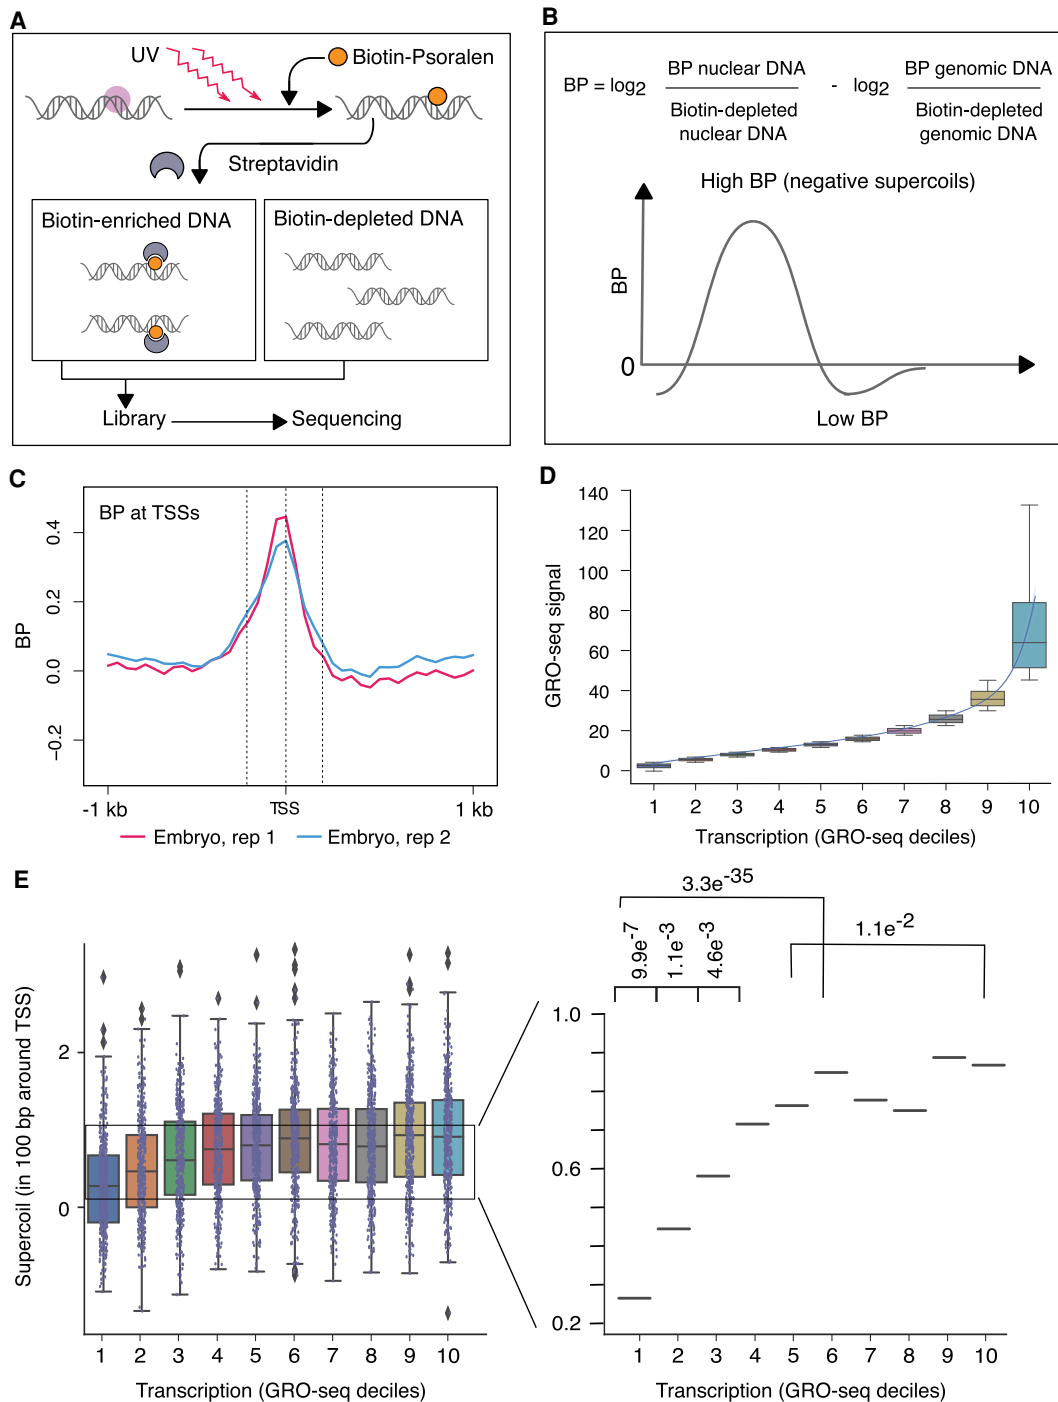 A
UV
Biotin-Psoralen
Streptavidin
Biotin-enriched DNA
Biotin-depleted DNA
Library
Sequencing
B
BP = log2 BP nuclear DNA / Biotin-depleted nuclear DNA - log2 BP genomic DNA / Biotin-depleted genomic DNA
High BP (negative supercoils)
BP
0
Low BP
C
BP at TSSs
BP
0.4
0.2
0.0
−0.2
-1 kb
TSS
1 kb
Embryo, rep 1
Embryo, rep 2
D
GRO-seq signal
140
120
100
80
60
40
20
0
1 2 3 4 5 6 7 8 9 10
Transcription (GRO-seq deciles)
E
Supercoil (in 100 bp around TSS)
2
0
1 2 3 4 5 6 7 8 9 10
Transcription (GRO-seq deciles)
3.3e-35
9.9e-7
1.1e-3
4.6e-3
1.1e-2
1.0
0.6
0.2
1 2 3 4 5 6 7 8 9 10
Transcription (GRO-seq deciles)